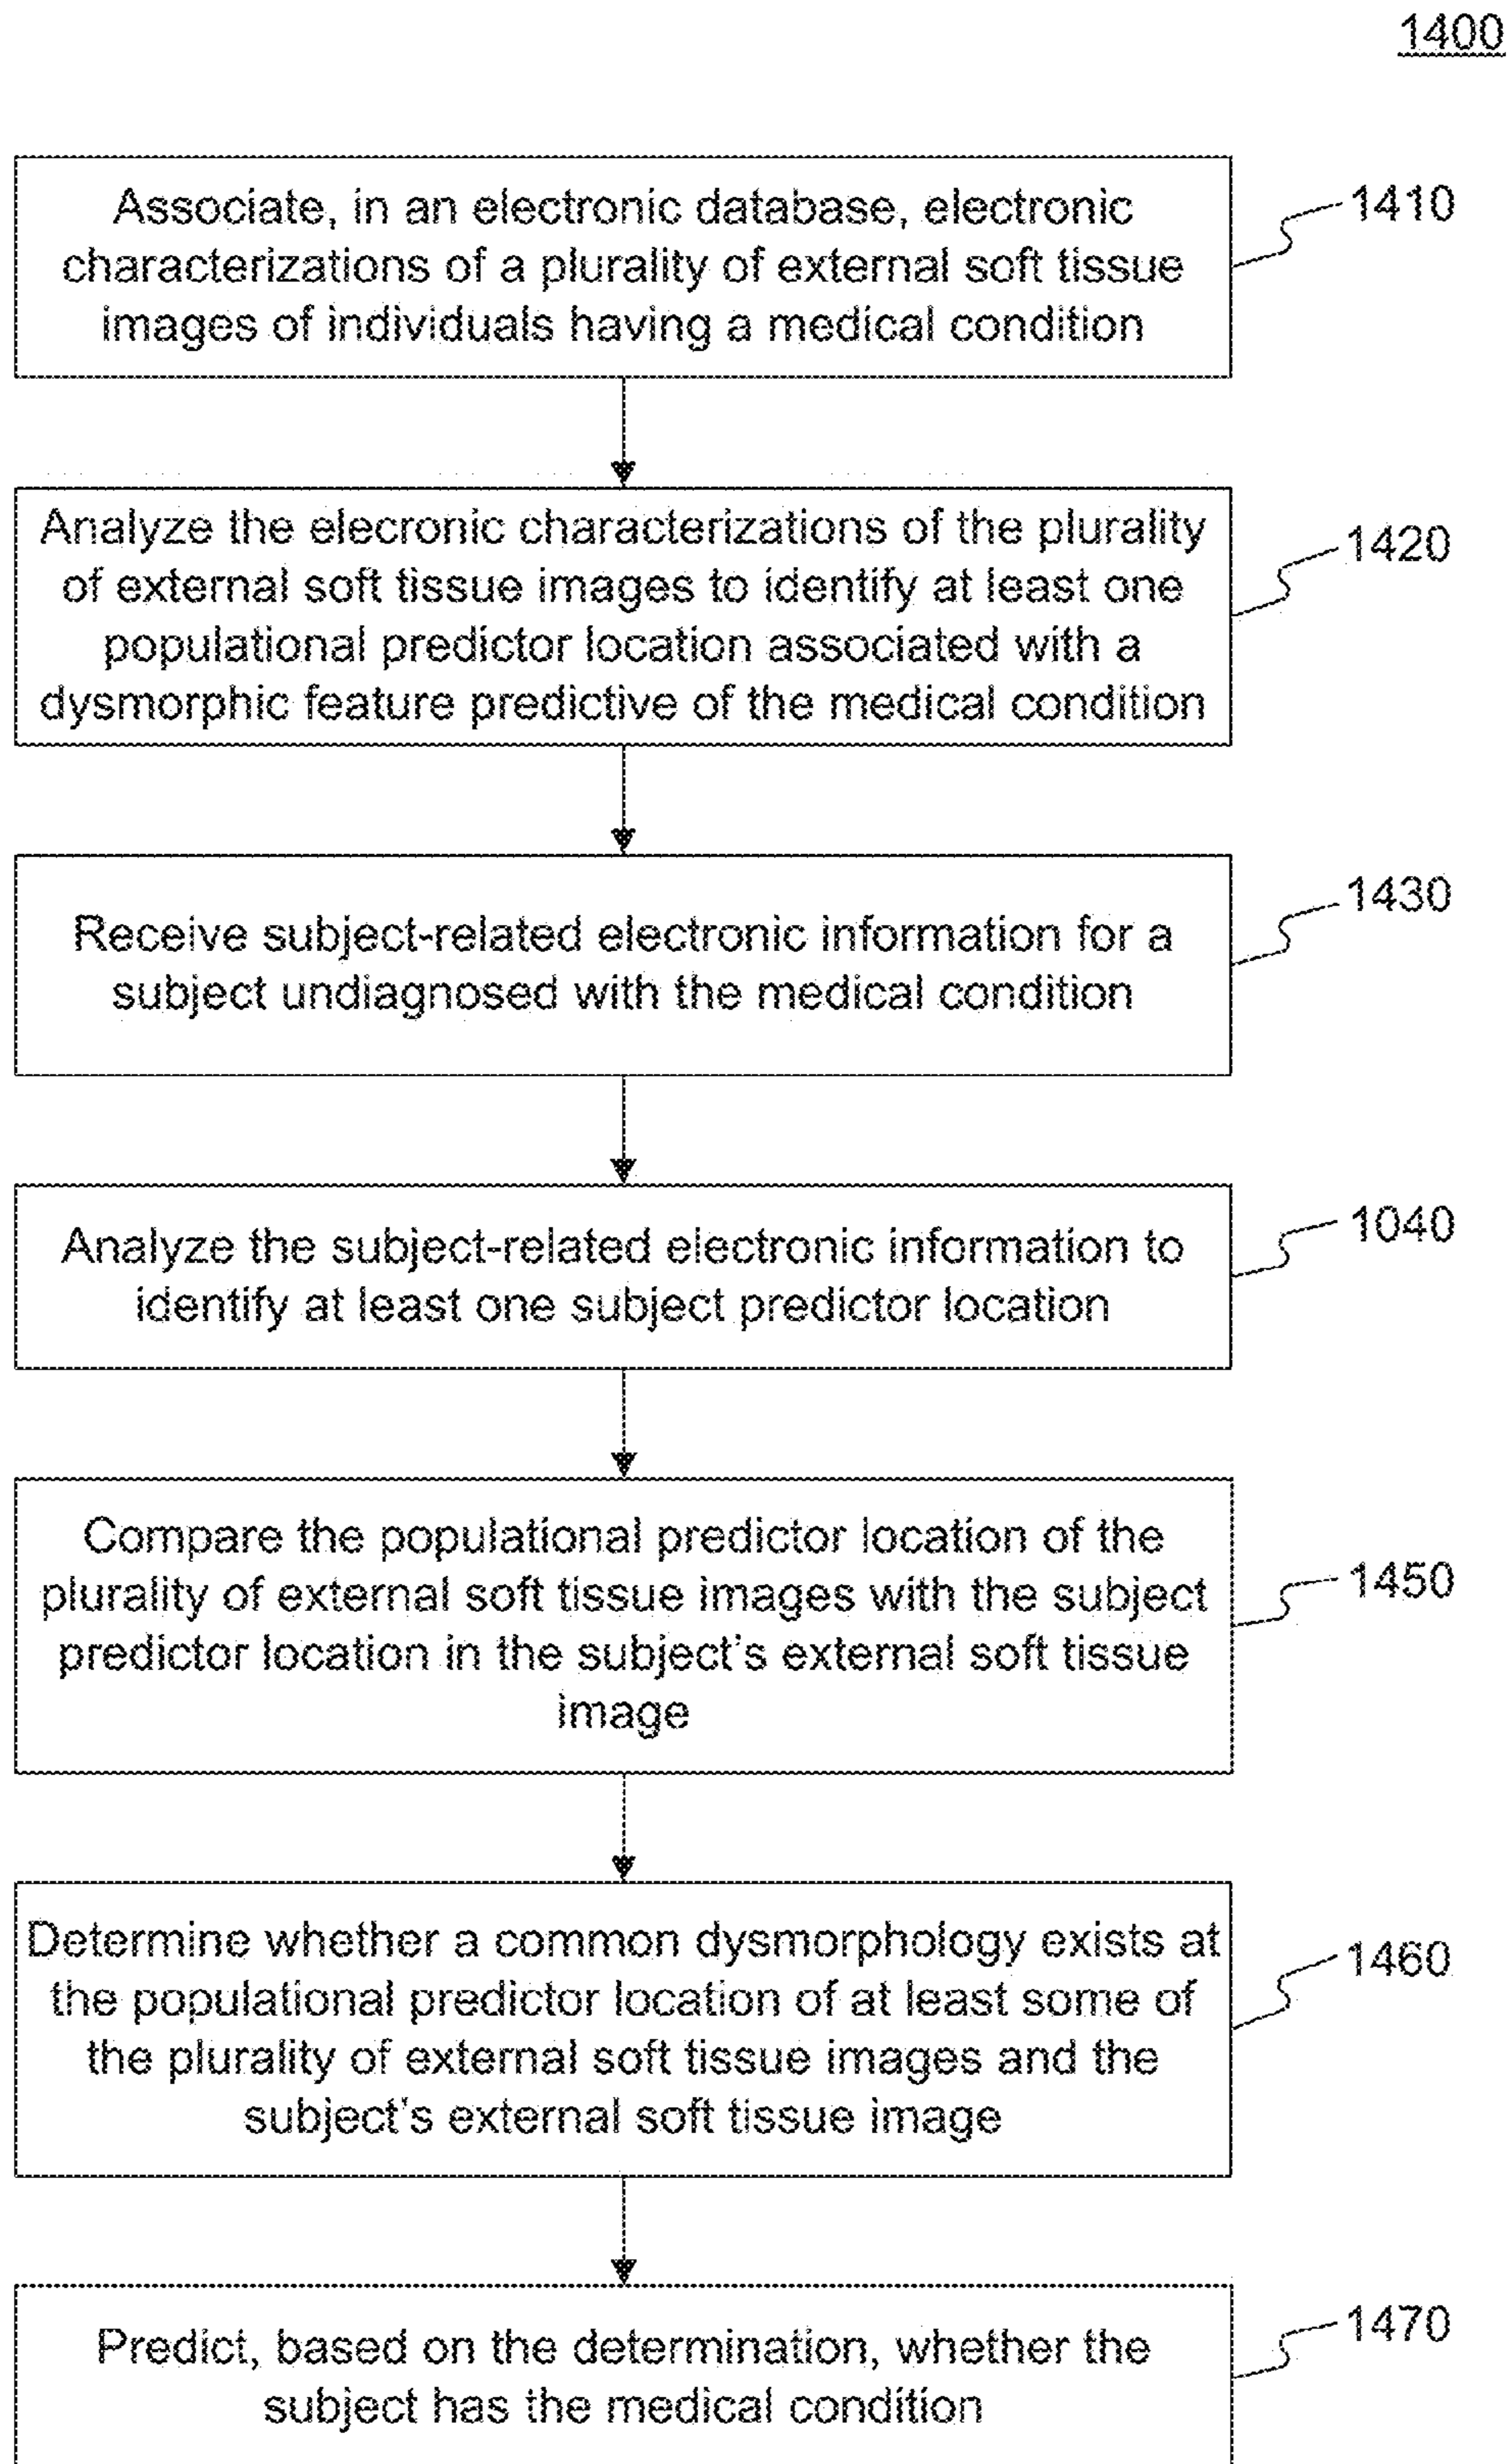 1400
Associate, in an electronic database, electronic
characterizations of a plurality of external soft tissue
images of individuals having a medical condition
1410
Analyze the elecronic characterizations of the plurality
of external soft tissue images to identify at least one
populational predictor location associated with a
dysmorphic feature predictive of the medical condition
1420
Receive subject-related electronic information for a
subject undiagnosed with the medical condition
1430
Analyze the subject-related electronic information to
identify at least one subject predictor location
1040
Compare the populational predictor location of the
plurality of external soft tissue images with the subject
predictor location in the subject's external soft tissue
image
1450
Determine whether a common dysmorphology exists at
the populational predictor location of at least some of
the plurality of external soft tissue images and the
subject's external soft tissue image
1460
Predict, based on the determination, whether the
subject has the medical condition
1470